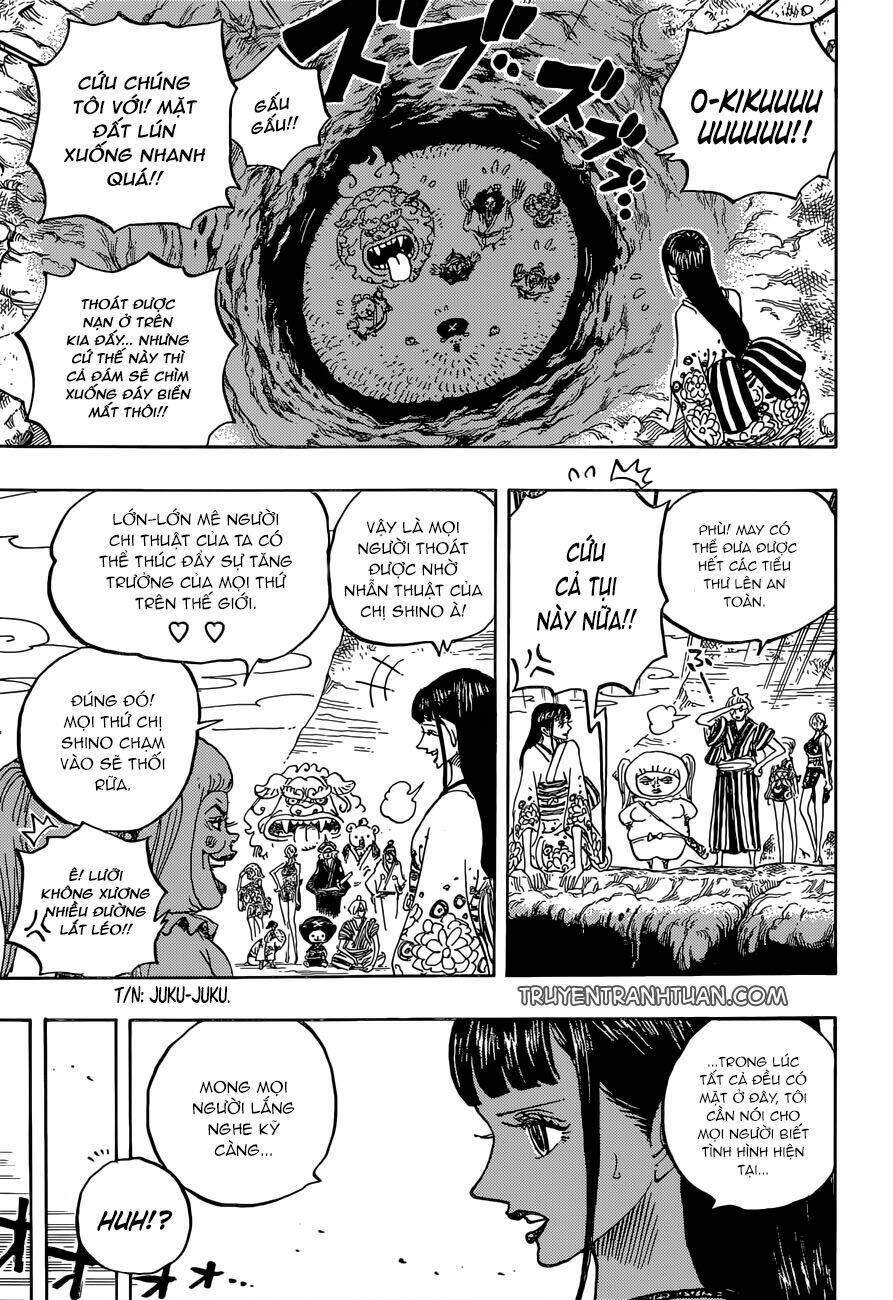 O-KIKUUUU
UUUUUUU!!
ズズズズ
GẤU
GẤU!!
CỨU CHÚNG
TÔI VỚI! MẶT
ĐẤT LÚN
XUỐNG NHANH
QUÁ!!
THOÁT ĐƯỢC
NẠN Ở TRÊN
KIA ĐẤY... NHƯNG
CỨ THẾ NÀY THÌ
CẢ ĐÁM SẼ CHÌM
XUỐNG ĐÁY BIỂN
MẤT THÔI!!
PHÙ! MAY CÓ
THỂ ĐƯA ĐƯỢC
HẾT CÁC TIỂU
THƯ LÊN AN
TOÀN.
ふぅ
CỨU
CẢ TỤI
NÀY NỮA!!
VẬY LÀ MỌI
NGƯỜI THOÁT
ĐƯỢC NHỜ
NHẪN THUẬT CỦA
CHỊ SHINO À!
LỚN-LỚN MÊ NGƯỜI
CHI THUẬT CỦA TA CÓ
THỂ THÚC ĐẨY SỰ TĂNG
TRƯỞNG CỦA MỌI THỨ
TRÊN THẾ GIỚI.
♡ ♡
ĐÚNG ĐÓ!
MỌI THỨ CHỊ
SHINO CHẠM
VÀO SẼ THỐI
RỮA.
Ê! LƯỠI
KHÔNG XƯƠNG
NHIỀU ĐƯỜNG
LẮT LÉO!!
T/N: JUKU-JUKU.
TRUYENTRANHTUAN.COM
...TRONG LÚC
TẤT CẢ ĐỀU CÓ
MẶT Ở ĐÂY, TÔI
CẦN NÓI CHO
MỌI NGƯỜI BIẾT
TÌNH HÌNH HIỆN
TẠI...
MONG MỌI
NGƯỜI LẮNG
NGHE KỸ
CÀNG...
HUH!?